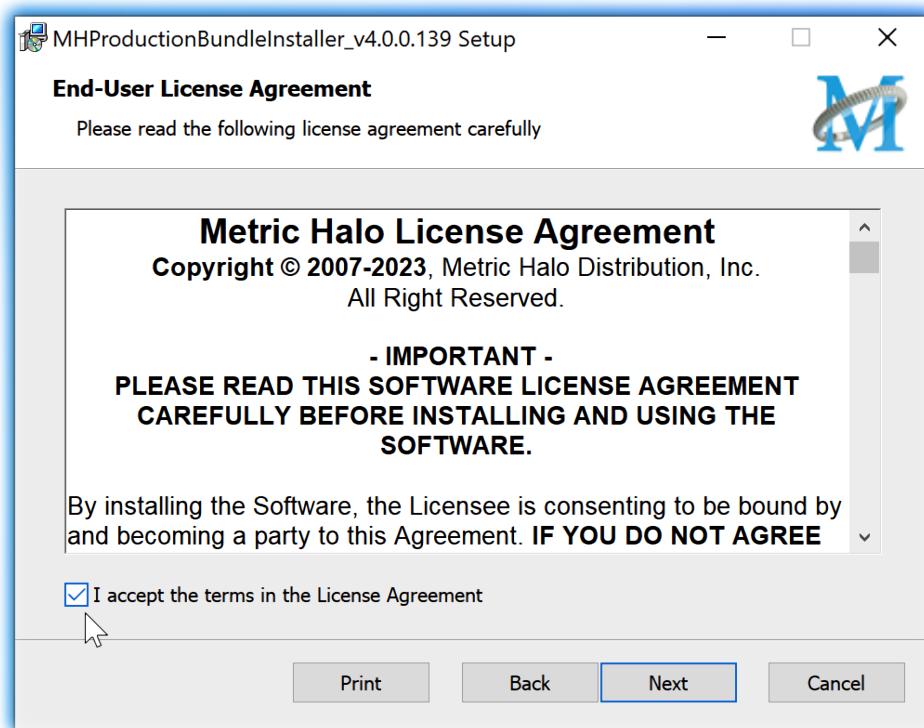 MHProductionBundleInstaller_v4.0.0.139 Setup
End-User License Agreement
Please read the following license agreement carefully
M
Metric Halo License Agreement
Copyright © 2007-2023, Metric Halo Distribution, Inc.
All Right Reserved.
- IMPORTANT -
PLEASE READ THIS SOFTWARE LICENSE AGREEMENT
CAREFULLY BEFORE INSTALLING AND USING THE
SOFTWARE.
By installing the Software, the Licensee is consenting to be bound by
and becoming a party to this Agreement. IF YOU DO NOT AGREE
I accept the terms in the License Agreement
Print Back Next Cancel